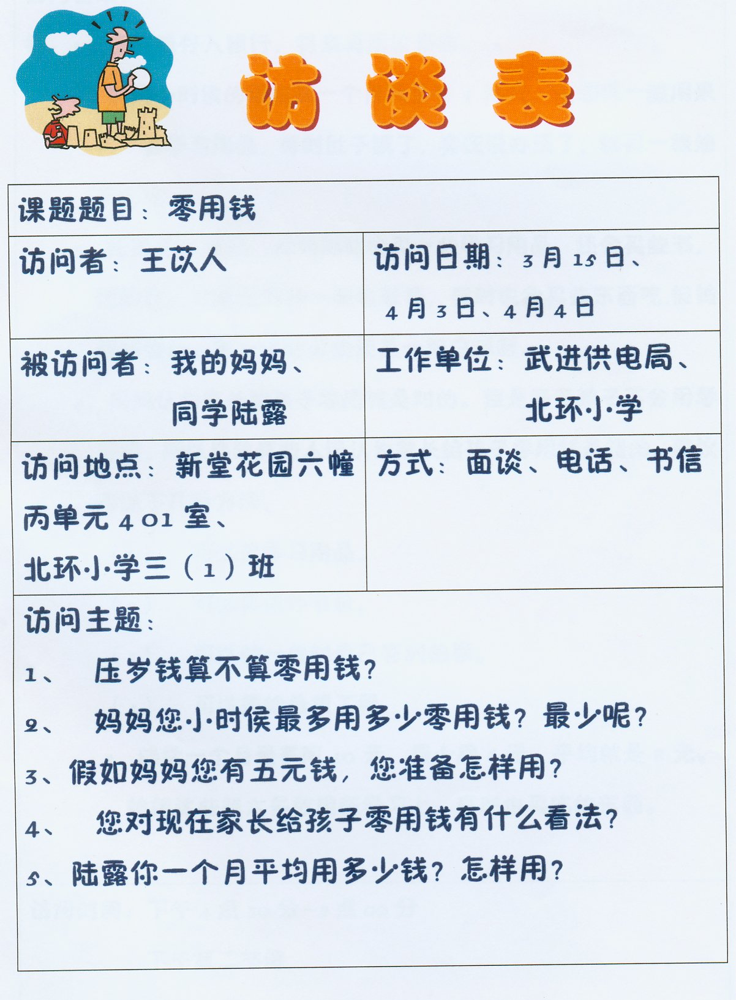 访谈表
课题题目：零用钱
访问者：王苡人
访问日期：3月15日、
4月3日、4月4日
被访问者：我的妈妈、
同学陆露
工作单位：武进供电局、
北环小学
访问地点：新堂花园六幢
丙单元401室、
北环小学三（1）班
方式：面谈、电话、书信
访问主题：
1、 压岁钱算不算零用钱？
2、 妈妈您小时侯最多用多少零用钱？最少呢？
3、假如妈妈您有五元钱，您准备怎样用？
4、 您对现在家长给孩子零用钱有什么看法？
5、陆露你一个月平均用多少钱？怎样用？